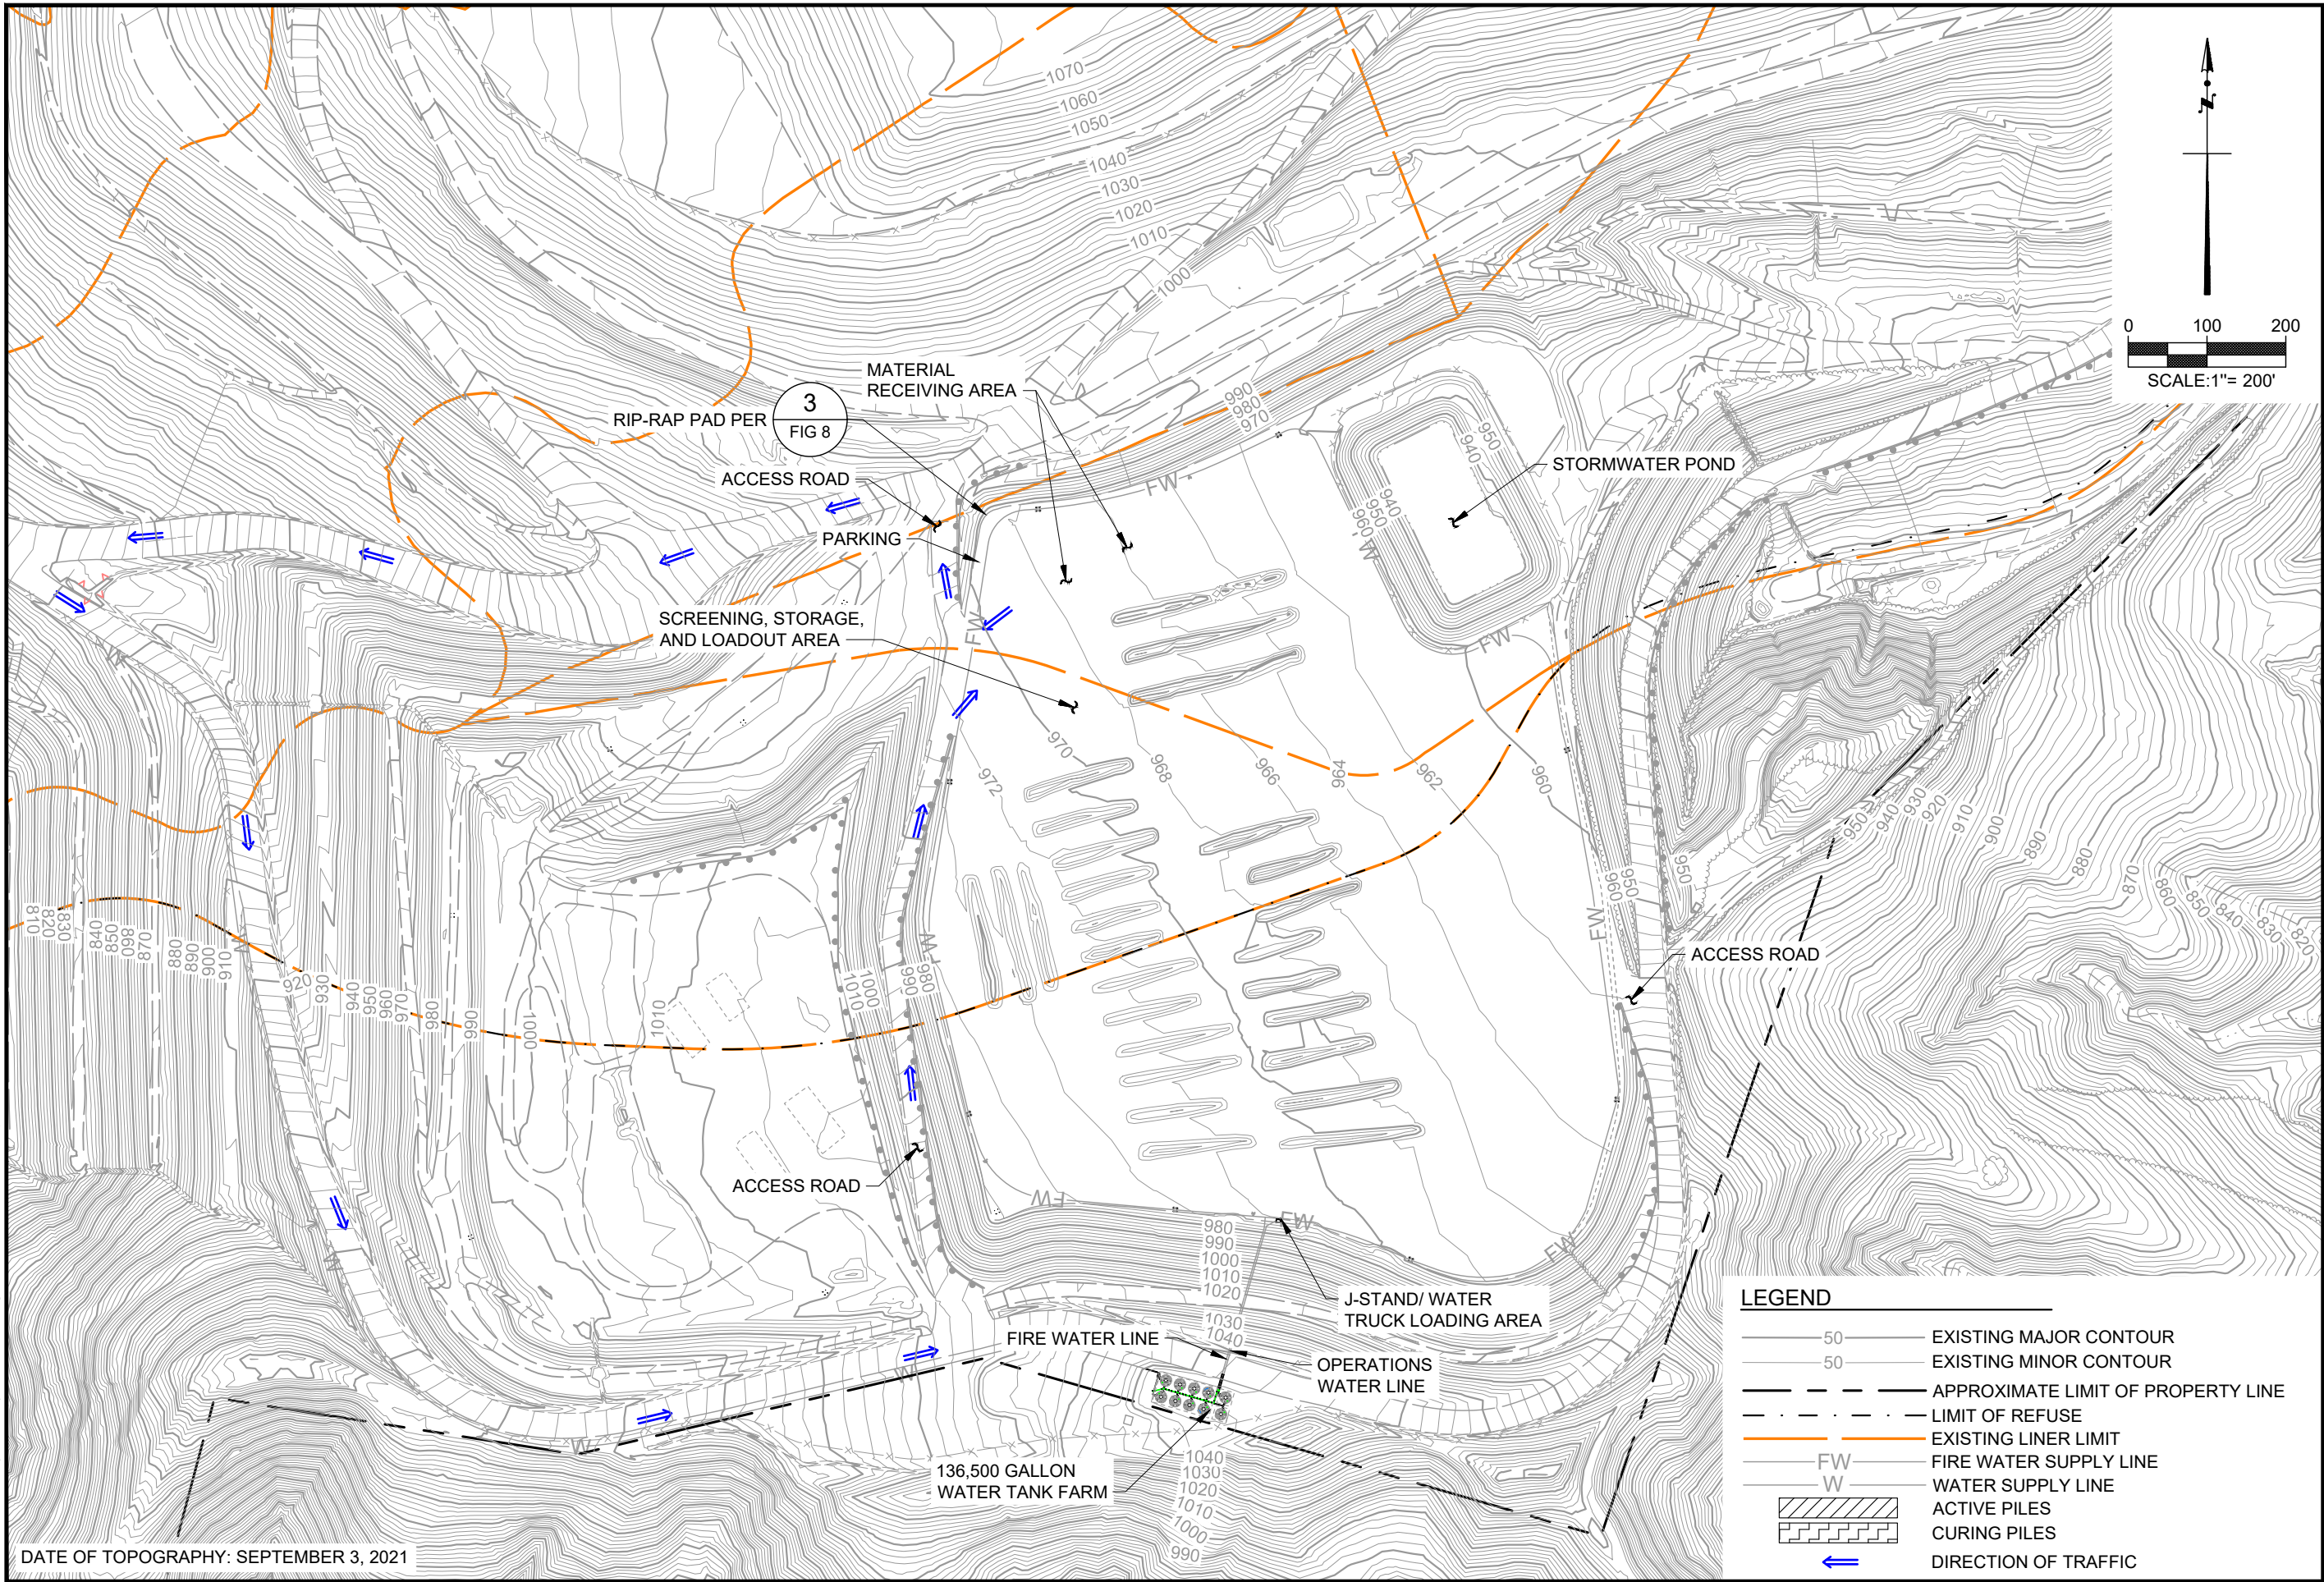 1070
1060
1050
1040
1030
1020
1010
1000
990
980
970
N
0 100 200
SCALE:1"= 200'
MATERIAL
RECEIVING AREA
RIP-RAP PAD PER
3
FIG 8
ACCESS ROAD
PARKING
STORMWATER POND
950
940
940
950
960
FW
W
FW
FW
SCREENING, STORAGE,
AND LOADOUT AREA
972
970
968
966
964
962
960
950
940
930
920
910
900
890
880
870
860
850
840
830
820
960
950
950
FW
ACCESS ROAD
810
820
830
840
850
860
870
880
890
900
910
920
930
940
950
960
970
980
990
1000
1010
1010
1000
960
980
W
W
ACCESS ROAD
FW
FW
FW
980
990
1000
1010
1020
1030
1040
J-STAND/ WATER
TRUCK LOADING AREA
FIRE WATER LINE
OPERATIONS
WATER LINE
W
W
W
136,500 GALLON
WATER TANK FARM
1040
1030
1020
1010
1000
990
LEGEND
50 EXISTING MAJOR CONTOUR
50 EXISTING MINOR CONTOUR
APPROXIMATE LIMIT OF PROPERTY LINE
LIMIT OF REFUSE
EXISTING LINER LIMIT
FW FIRE WATER SUPPLY LINE
W WATER SUPPLY LINE
ACTIVE PILES
CURING PILES
DIRECTION OF TRAFFIC
DATE OF TOPOGRAPHY: SEPTEMBER 3, 2021